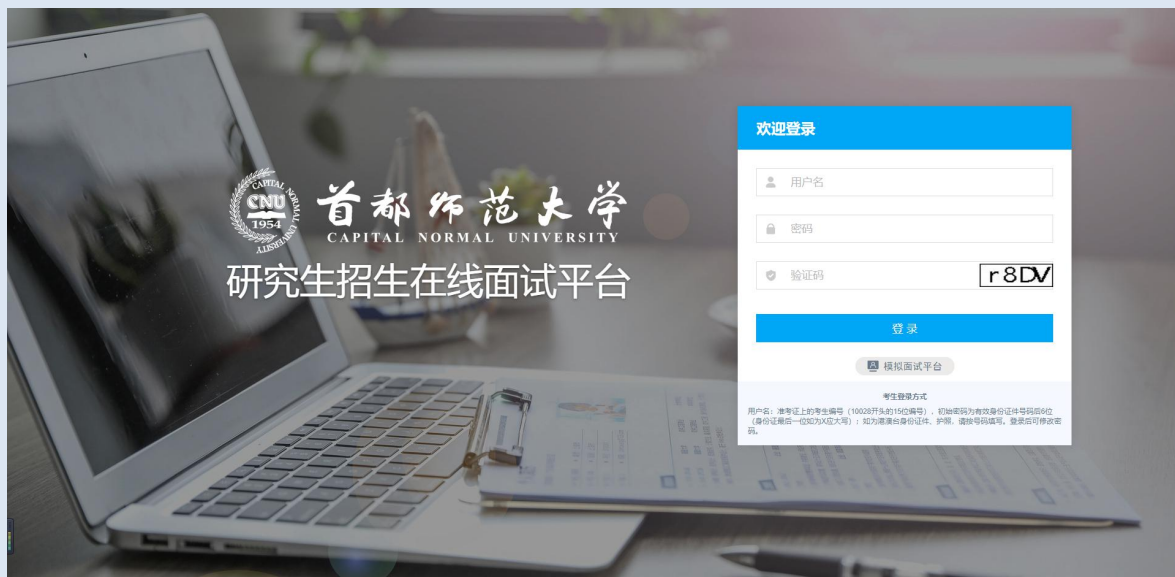 CAPITAL NORMAL UNIVERSITY
CNU
1954
首都师范大学
CAPITAL NORMAL UNIVERSITY
研究生招生在线面试平台
欢迎登录
用户名
密码
验证码
r8DV
登 录
模拟面试平台
考生登录方式
用户名：准考证上的考生编号（10028开头的15位编号），初始密码为有效身份证件号码后6位
（身份证最后一位如为X应大写）；如为港澳台身份证件、护照，请按号码填写。登录后可修改密
码。